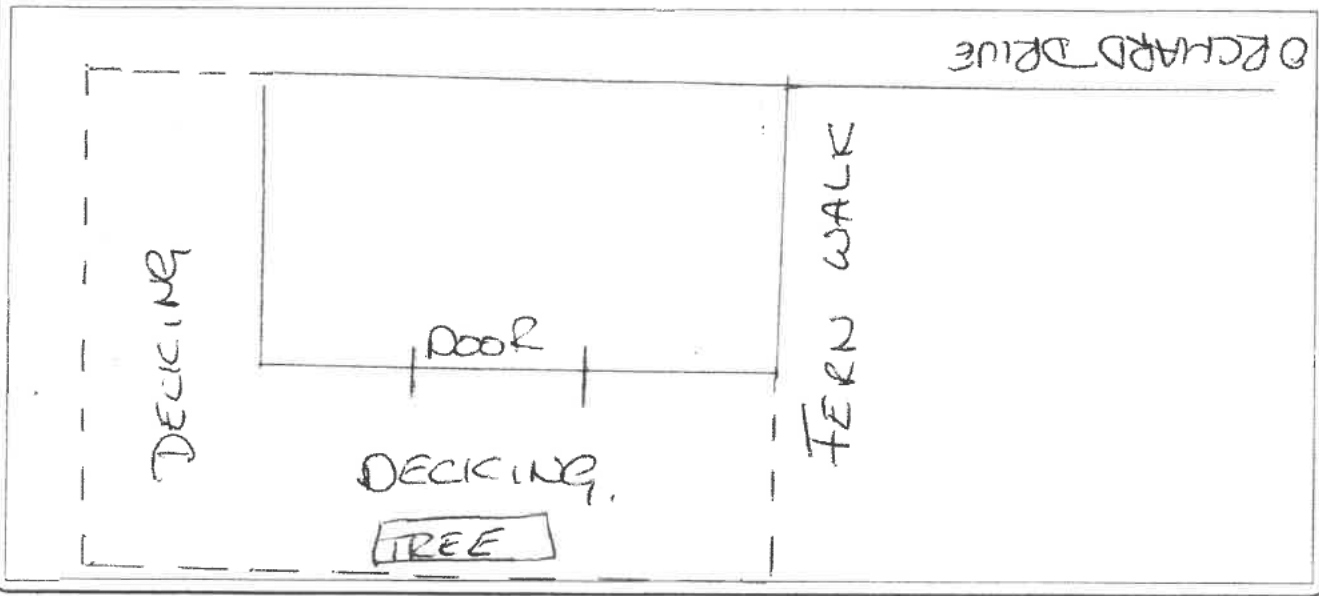 ORCHARD DRIVE
FERN WALK
DECKING
DOOR
DECKING.
TREE